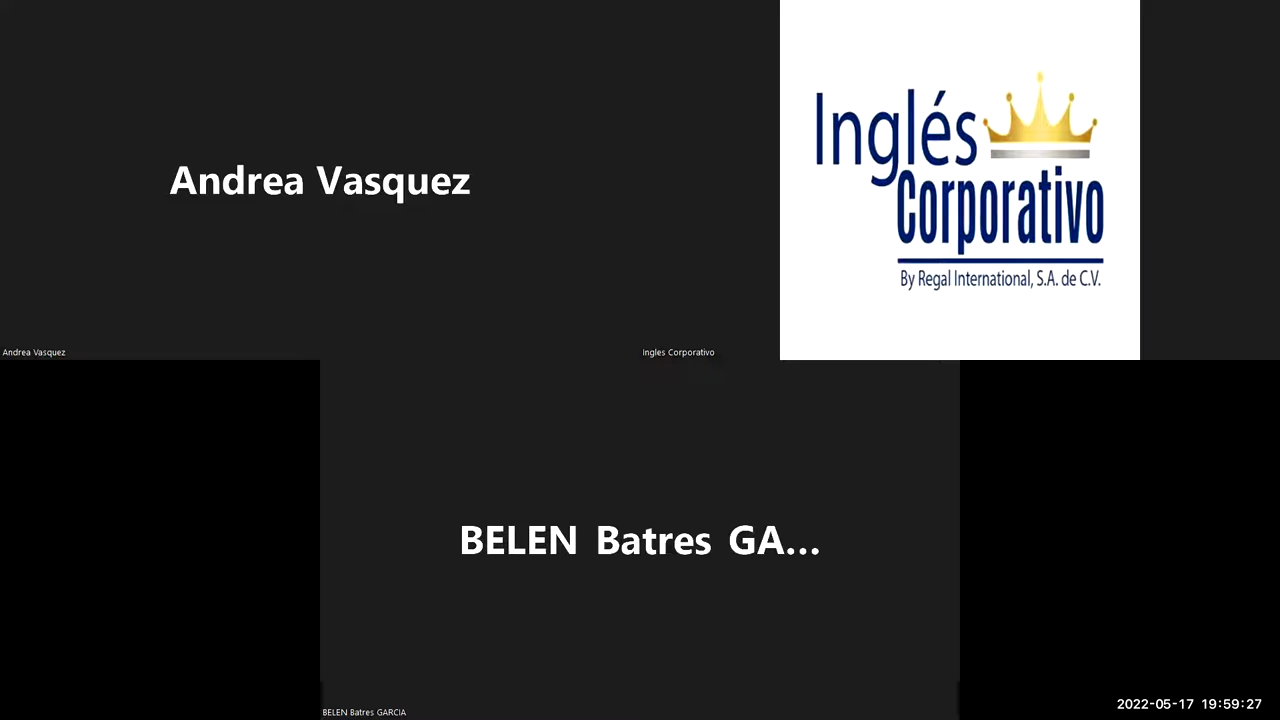 Andrea Vasquez
Inglés
Corporativo
By Regal International, S.A. de C.V.
Andrea Vasquez
Ingles Corporativo
BELEN Batres GA...
BELEN Batres GARCIA
2022-05-17 19:59:27